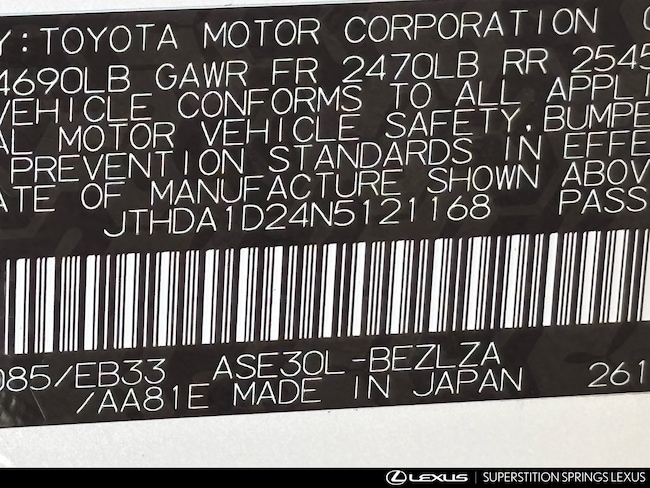 Y:TOYOTA MOTOR CORPORATION
4690LB GAWR FR 2470LB RR 2545
VEHICLE CONFORMS TO ALL APPLI
AL MOTOR VEHICLE SAFETY,BUMPE
PREVENTION STANDARDS IN EFFE
ATE OF MANUFACTURE SHOWN ABOV
JTHDA1D24N5121168 PASS
085/EB33 ASE30L-BEZLZA
/AA81E MADE IN JAPAN 261
LEXUS | SUPERSTITION SPRINGS LEXUS